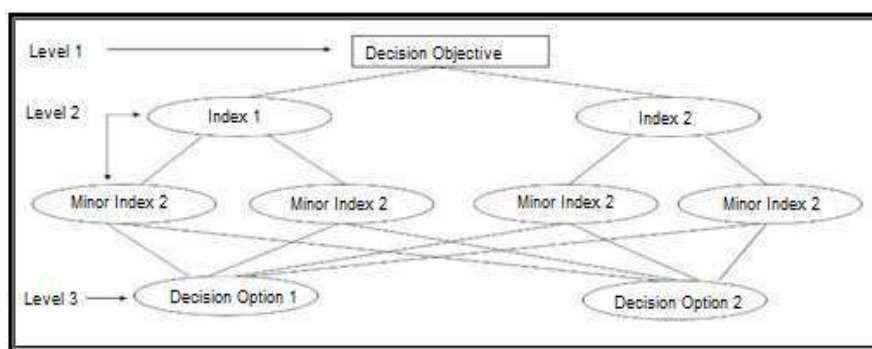 Level 1
Decision Objective
Level 2
Index 1
Index 2
Minor Index 2
Minor Index 2
Minor Index 2
Minor Index 2
Level 3
Decision Option 1
Decision Option 2